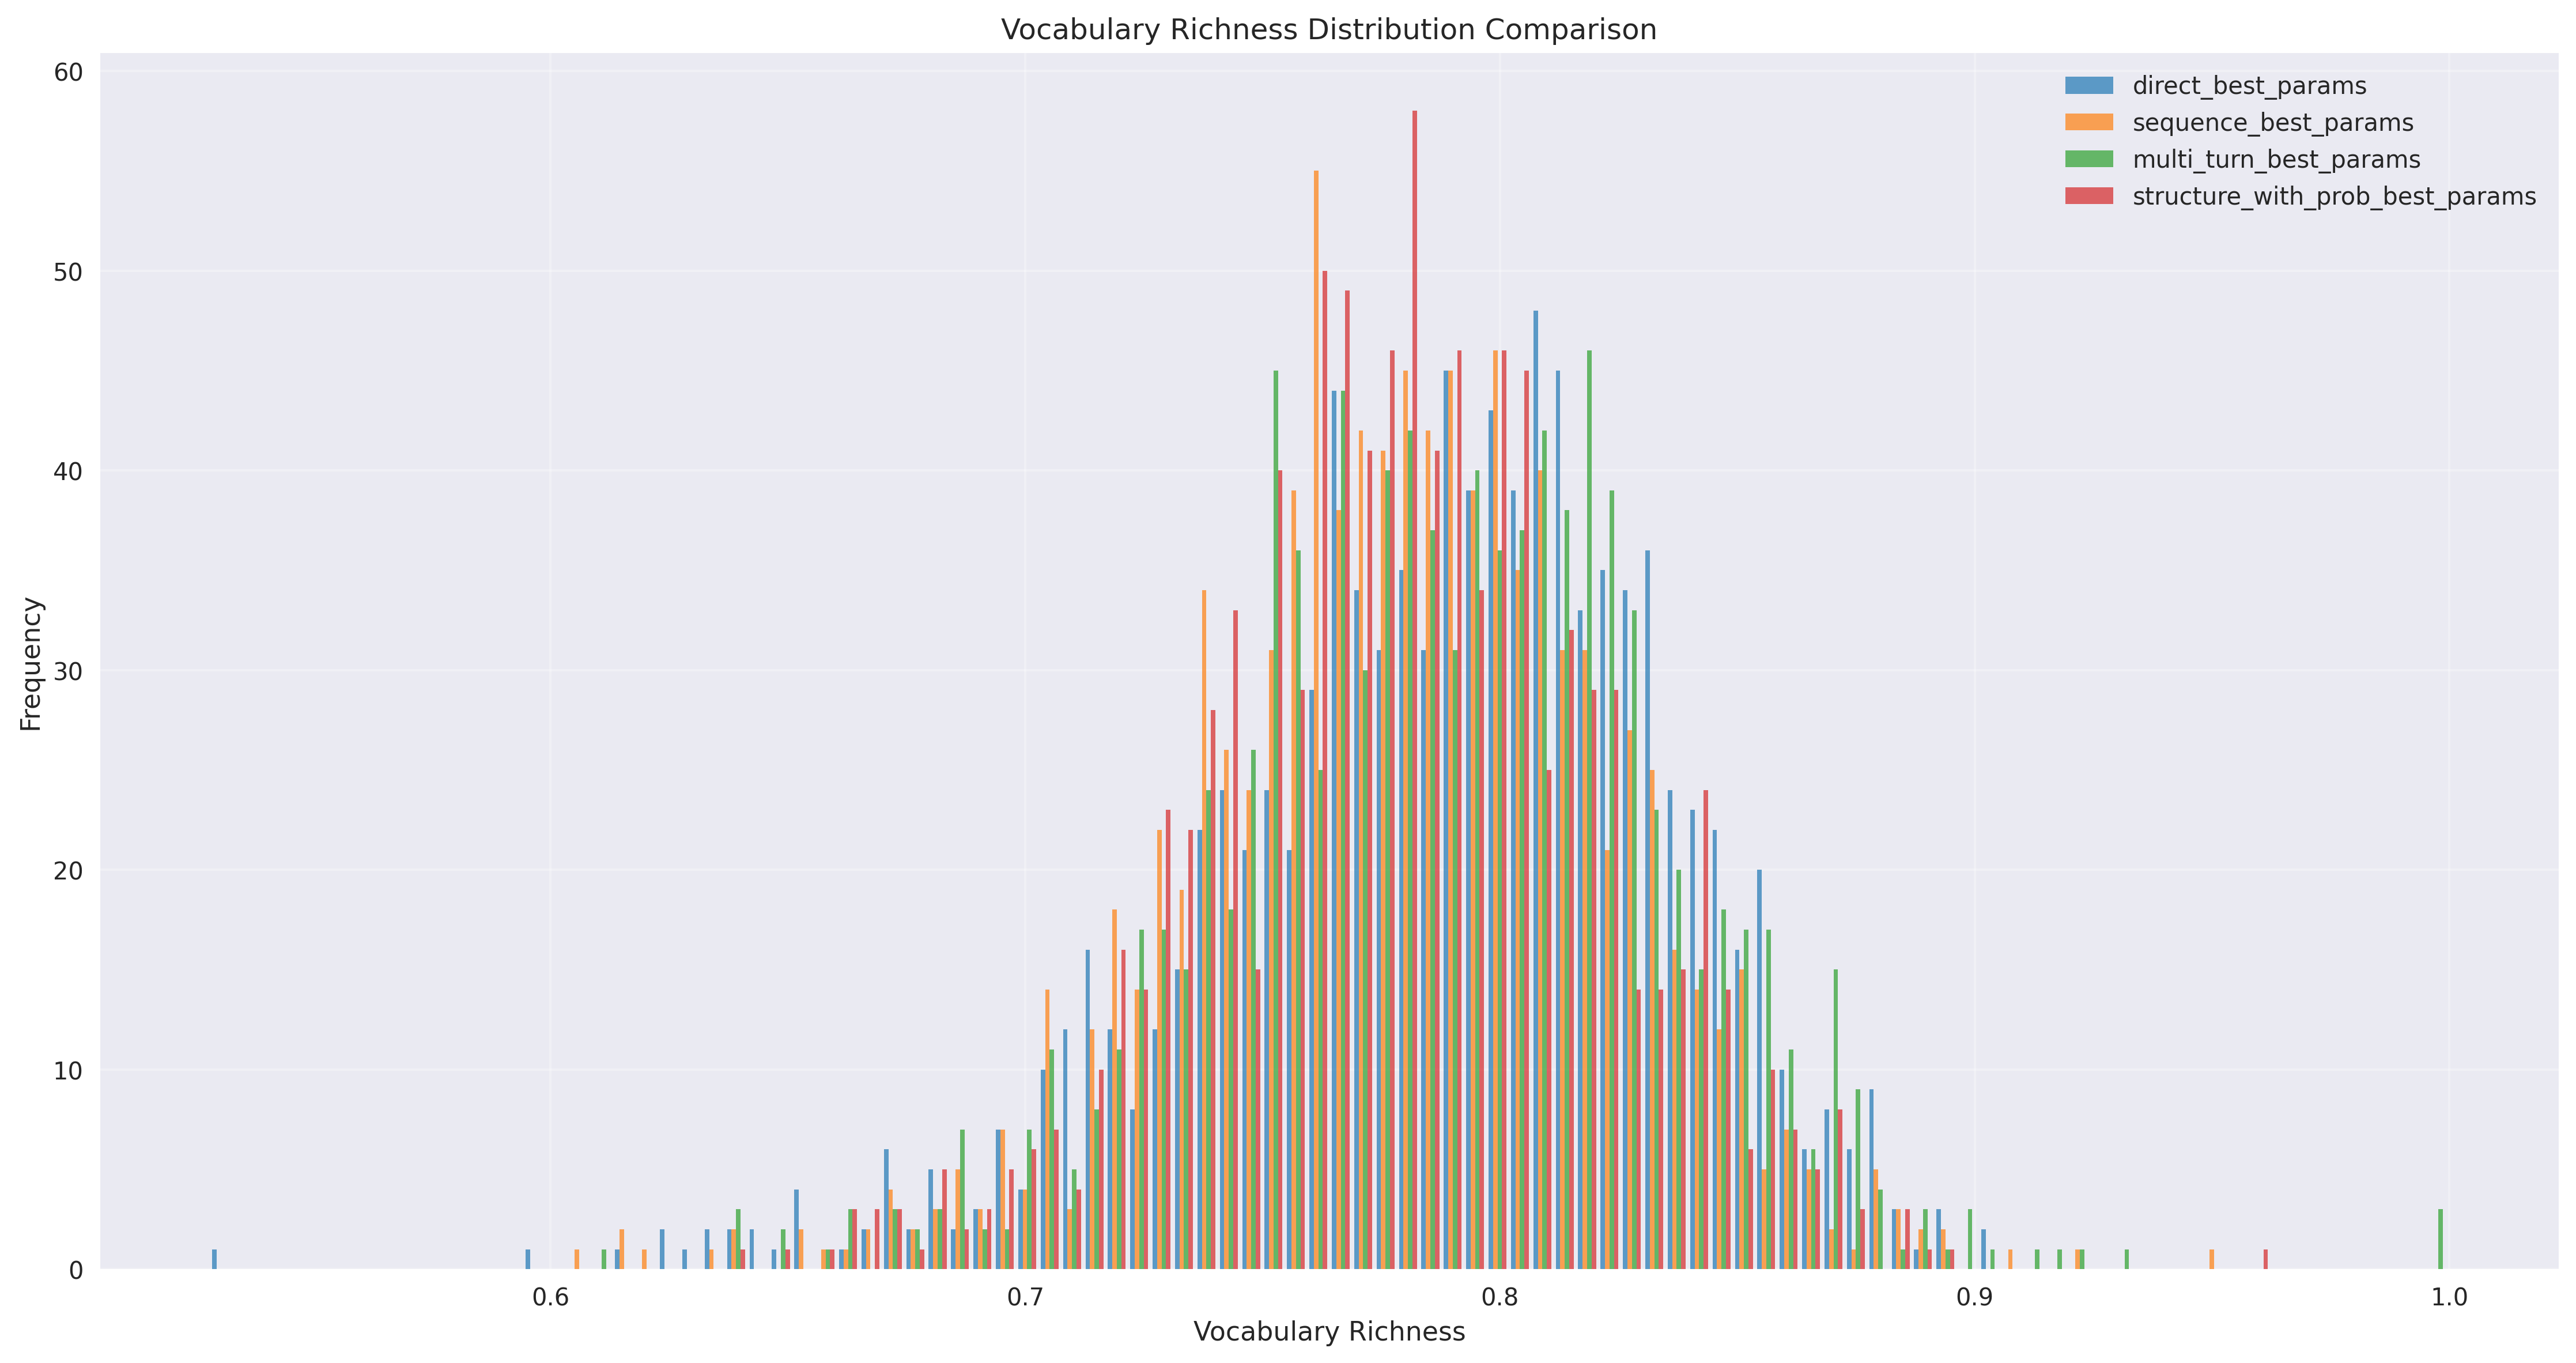 Vocabulary Richness Distribution Comparison
direct_best_params
sequence_best_params
multi_turn_best_params
structure_with_prob_best_params
Frequency
60
50
40
30
20
10
0
0.6 0.7 0.8 0.9 1.0
Vocabulary Richness